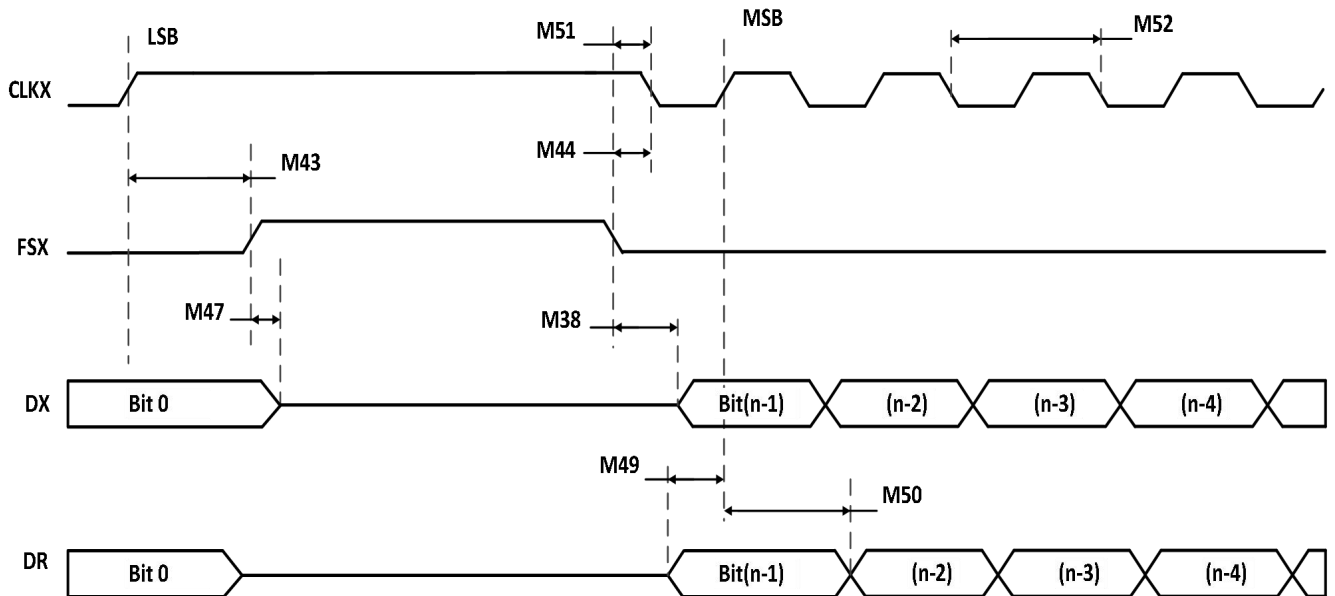 LSB
M51
MSB
M52
CLKX
M44
M43
FSX
M47
M38
DX
Bit 0
Bit(n-1)
(n-2)
(n-3)
(n-4)
M49
M50
DR
Bit 0
Bit(n-1)
(n-2)
(n-3)
(n-4)